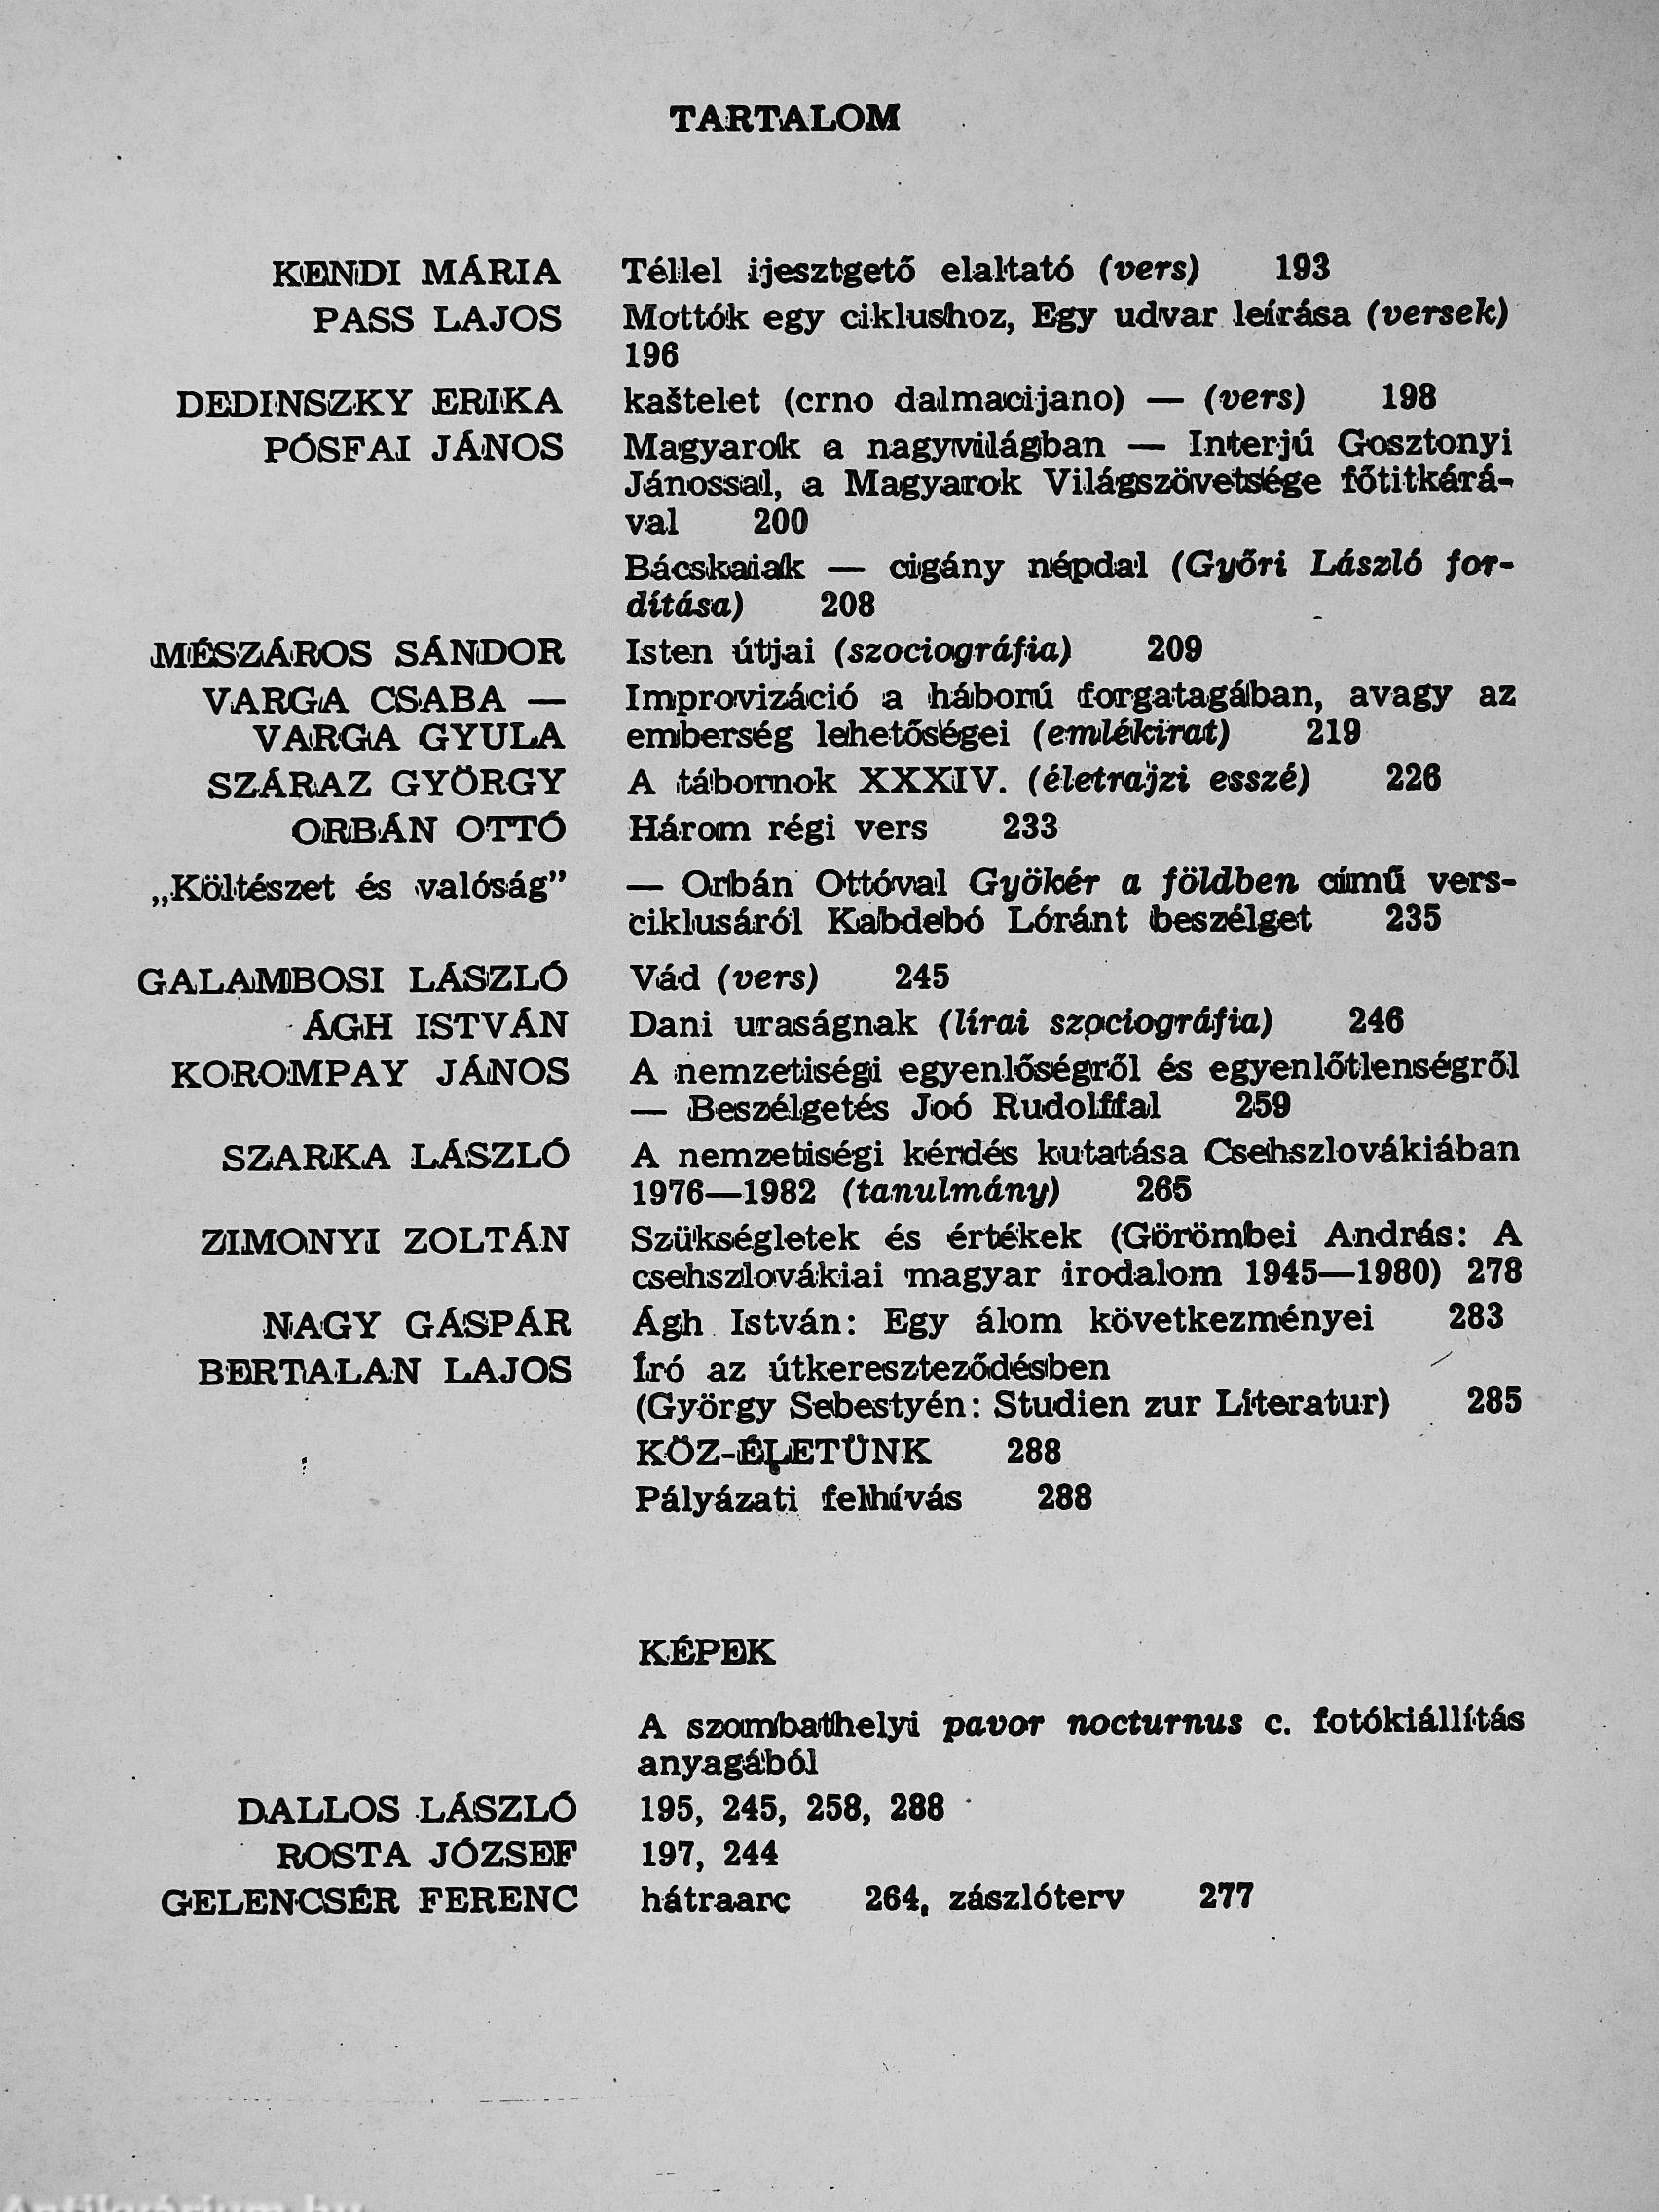 TARTALOM
KENDI MÁRIA Téllel ijesztgető elaltató (vers) 193
PASS LAJOS Mottók egy ciklushoz, Egy udvar leírása (versek)
196
DEDINSZKY ERIKA kaštelet (crno dalmacijano) — (vers) 198
PÓSFAI JÁNOS Magyarok a nagyvilágban — Interjú Gosztonyi
Jánossal, a Magyarok Világszövetsége főtitkárá-
val 200
Bácskaiak — cigány népdal (Győri László for-
dítása) 208
MÉSZÁROS SÁNDOR Isten útjai (szociográfia) 209
VARGA CSABA — Improvizáció a háború forgatagában, avagy az
VARGA GYULA emberség lehetőségei (emlékirat) 219
SZÁRAZ GYÖRGY A tábornok XXXIV. (életrajzi esszé) 226
ORBÁN OTTÓ Három régi vers 233
„Költészet és valóság” — Orbán Ottóval Gyökér a földben című vers-
ciklusáról Kabdebó Lóránt beszélget 235
GALAMBOSI LÁSZLÓ Vád (vers) 245
ÁGH ISTVÁN Dani uraságnak (lírai szociográfia) 246
KOROMPAY JÁNOS A nemzetiségi egyenlőségről és egyenlőtlenségről
— Beszélgetés Joó Rudolffal 259
SZARKA LÁSZLÓ A nemzetiségi kérdés kutatása Csehszlovákiában
1976—1982 (tanulmány) 265
ZIMONYI ZOLTÁN Szükségletek és értékek (Görömbei András: A
csehszlovákiai magyar irodalom 1945—1980) 278
NAGY GÁSPÁR Ágh István: Egy álom következményei 283
BERTALAN LAJOS Író az útkereszteződésben
(György Sebestyén: Studien zur Literatur) 285
KÖZ-ÉLETÜNK 288
Pályázati felhívás 288
KÉPEK
A szombathelyi pavor nocturnus c. fotókiállítás
anyagából
DALLOS LÁSZLÓ 195, 245, 258, 288
ROSTA JÓZSEF 197, 244
GELENCSÉR FERENC hátraarc 264, zászlóterv 277